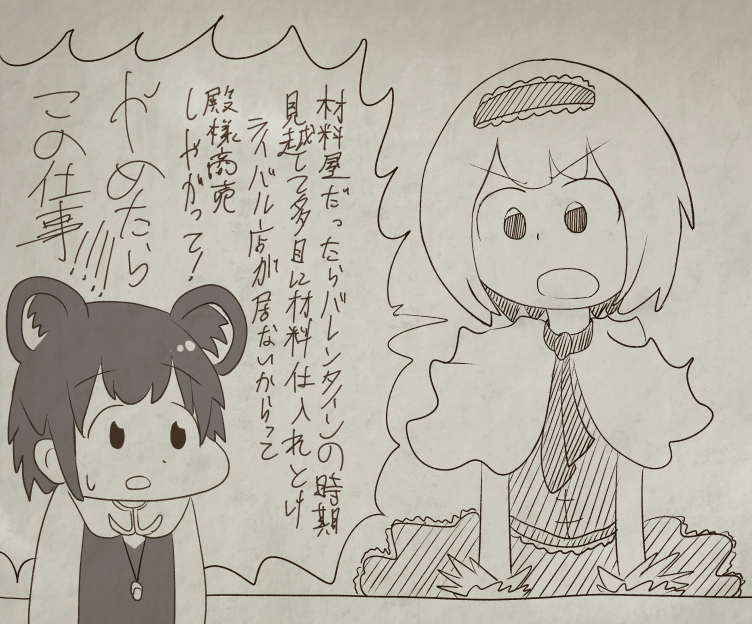 材料屋だったらバレンタインの時期
見越して多目に材料仕入れとけ
ライバル店が居ないからって
殿様商売
しやがって！
やめたら
この仕事!!!!